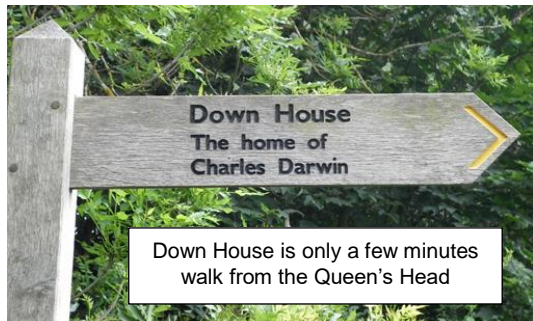 Down House
The home of
Charles Darwin
Down House is only a few minutes
walk from the Queen's Head